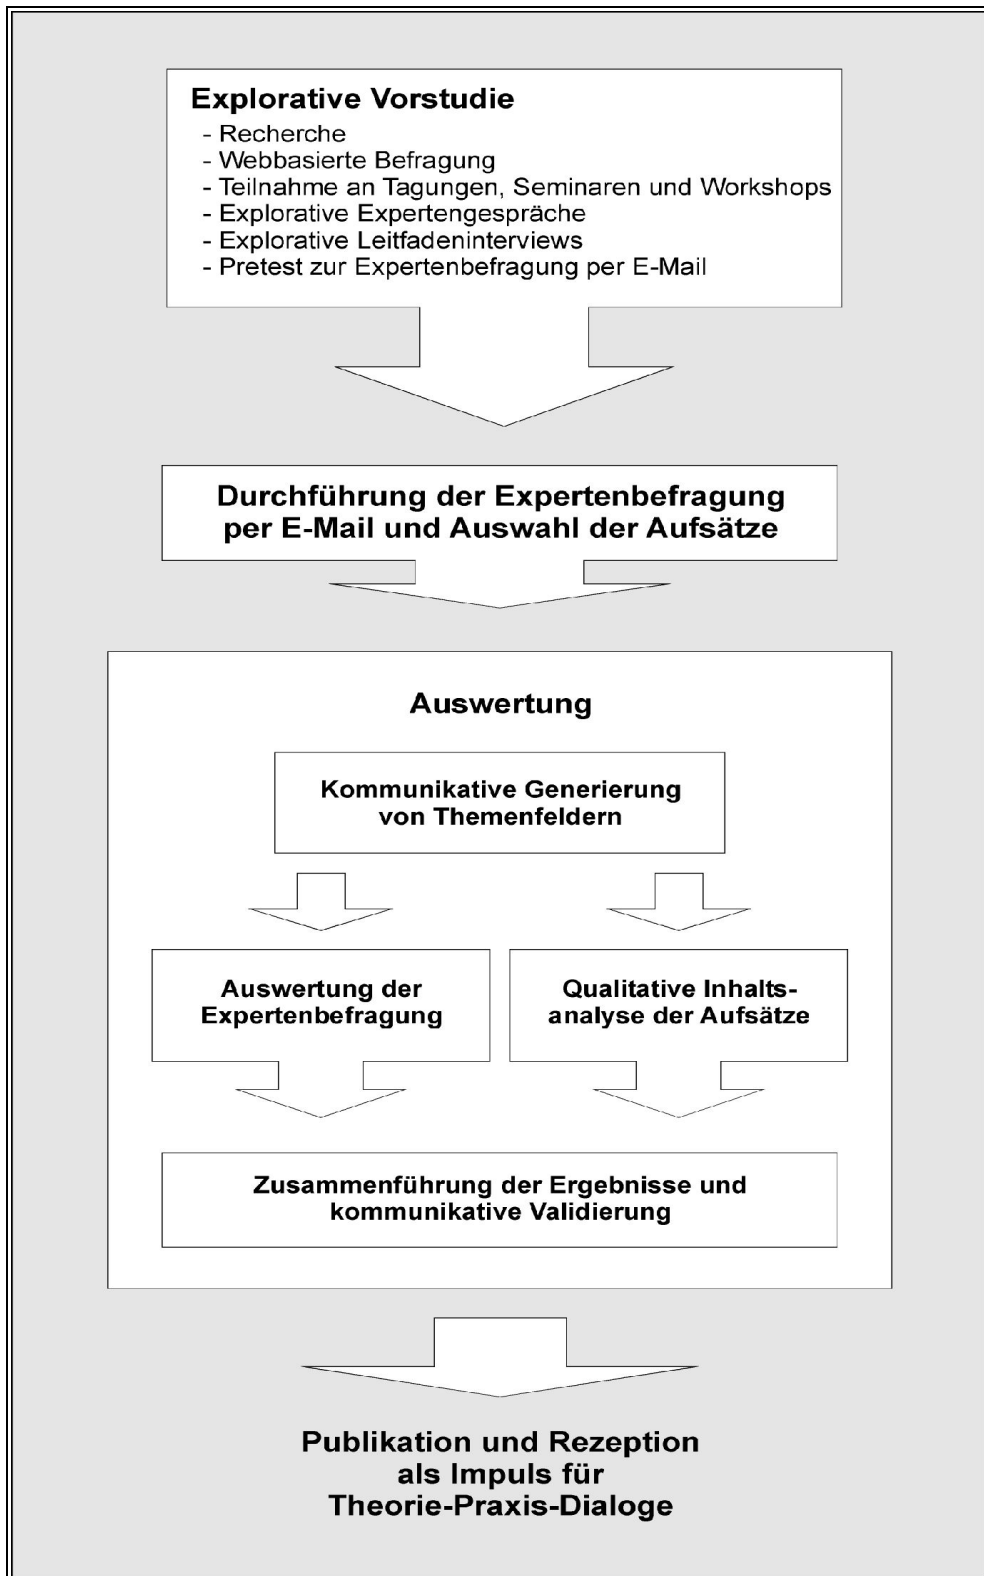 Explorative Vorstudie
- Recherche
- Webbasierte Befragung
- Teilnahme an Tagungen, Seminaren und Workshops
- Explorative Expertengespräche
- Explorative Leitfadeninterviews
- Pretest zur Expertenbefragung per E-Mail
Durchführung der Expertenbefragung
per E-Mail und Auswahl der Aufsätze
Auswertung
Kommunikative Generierung
von Themenfeldern
Auswertung der
Expertenbefragung
Qualitative Inhalts-
analyse der Aufsätze
Zusammenführung der Ergebnisse und
kommunikative Validierung
Publikation und Rezeption
als Impuls für
Theorie-Praxis-Dialoge